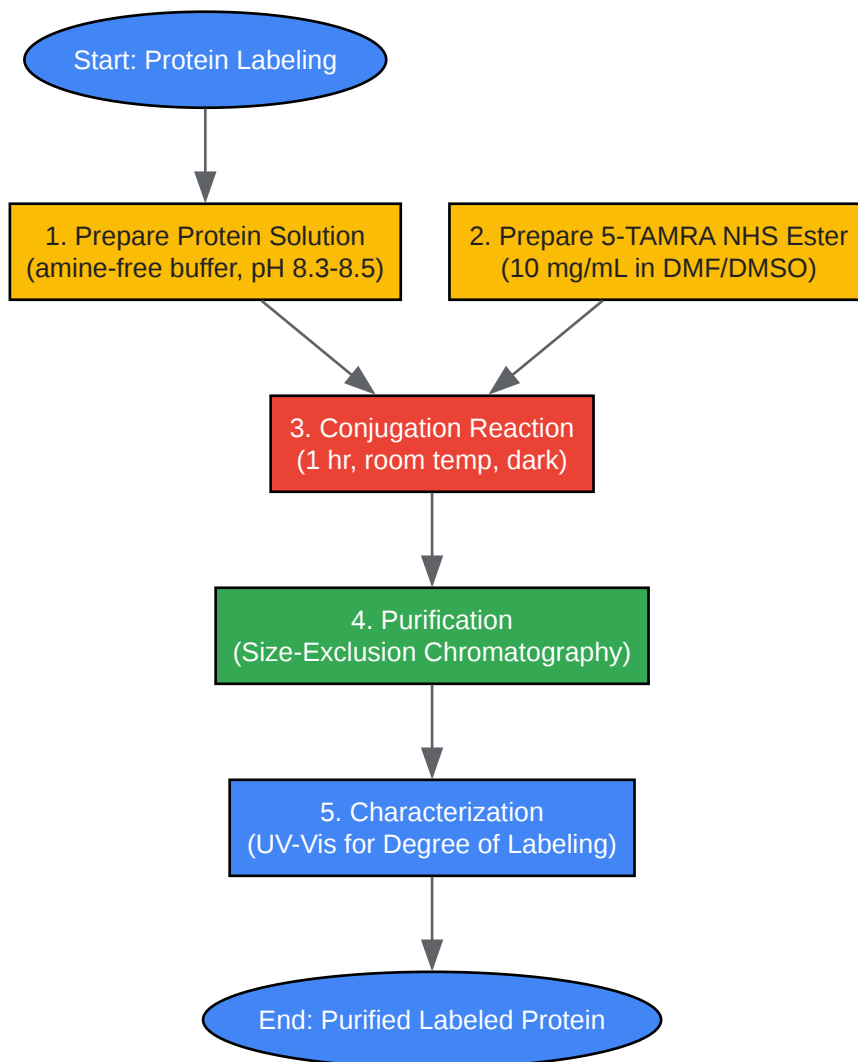 Start: Protein Labeling
1. Prepare Protein Solution
(amine-free buffer, pH 8.3-8.5)
2. Prepare 5-TAMRA NHS Ester
(10 mg/mL in DMF/DMSO)
3. Conjugation Reaction
(1 hr, room temp, dark)
4. Purification
(Size-Exclusion Chromatography)
5. Characterization
(UV-Vis for Degree of Labeling)
End: Purified Labeled Protein